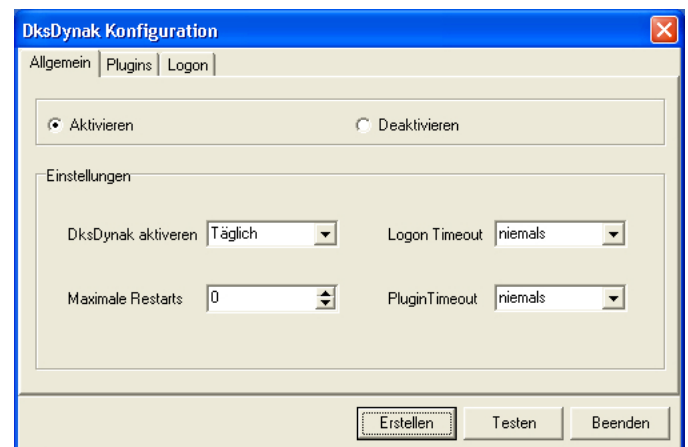 DksDynak Konfiguration
Allgemein Plugins Logon
Aktivieren Deaktivieren
Einstellungen
DksDynak aktiveren Täglich Logon Timeout niemals
Maximale Restarts 0 PluginTimeout niemals
Erstellen Testen Beenden